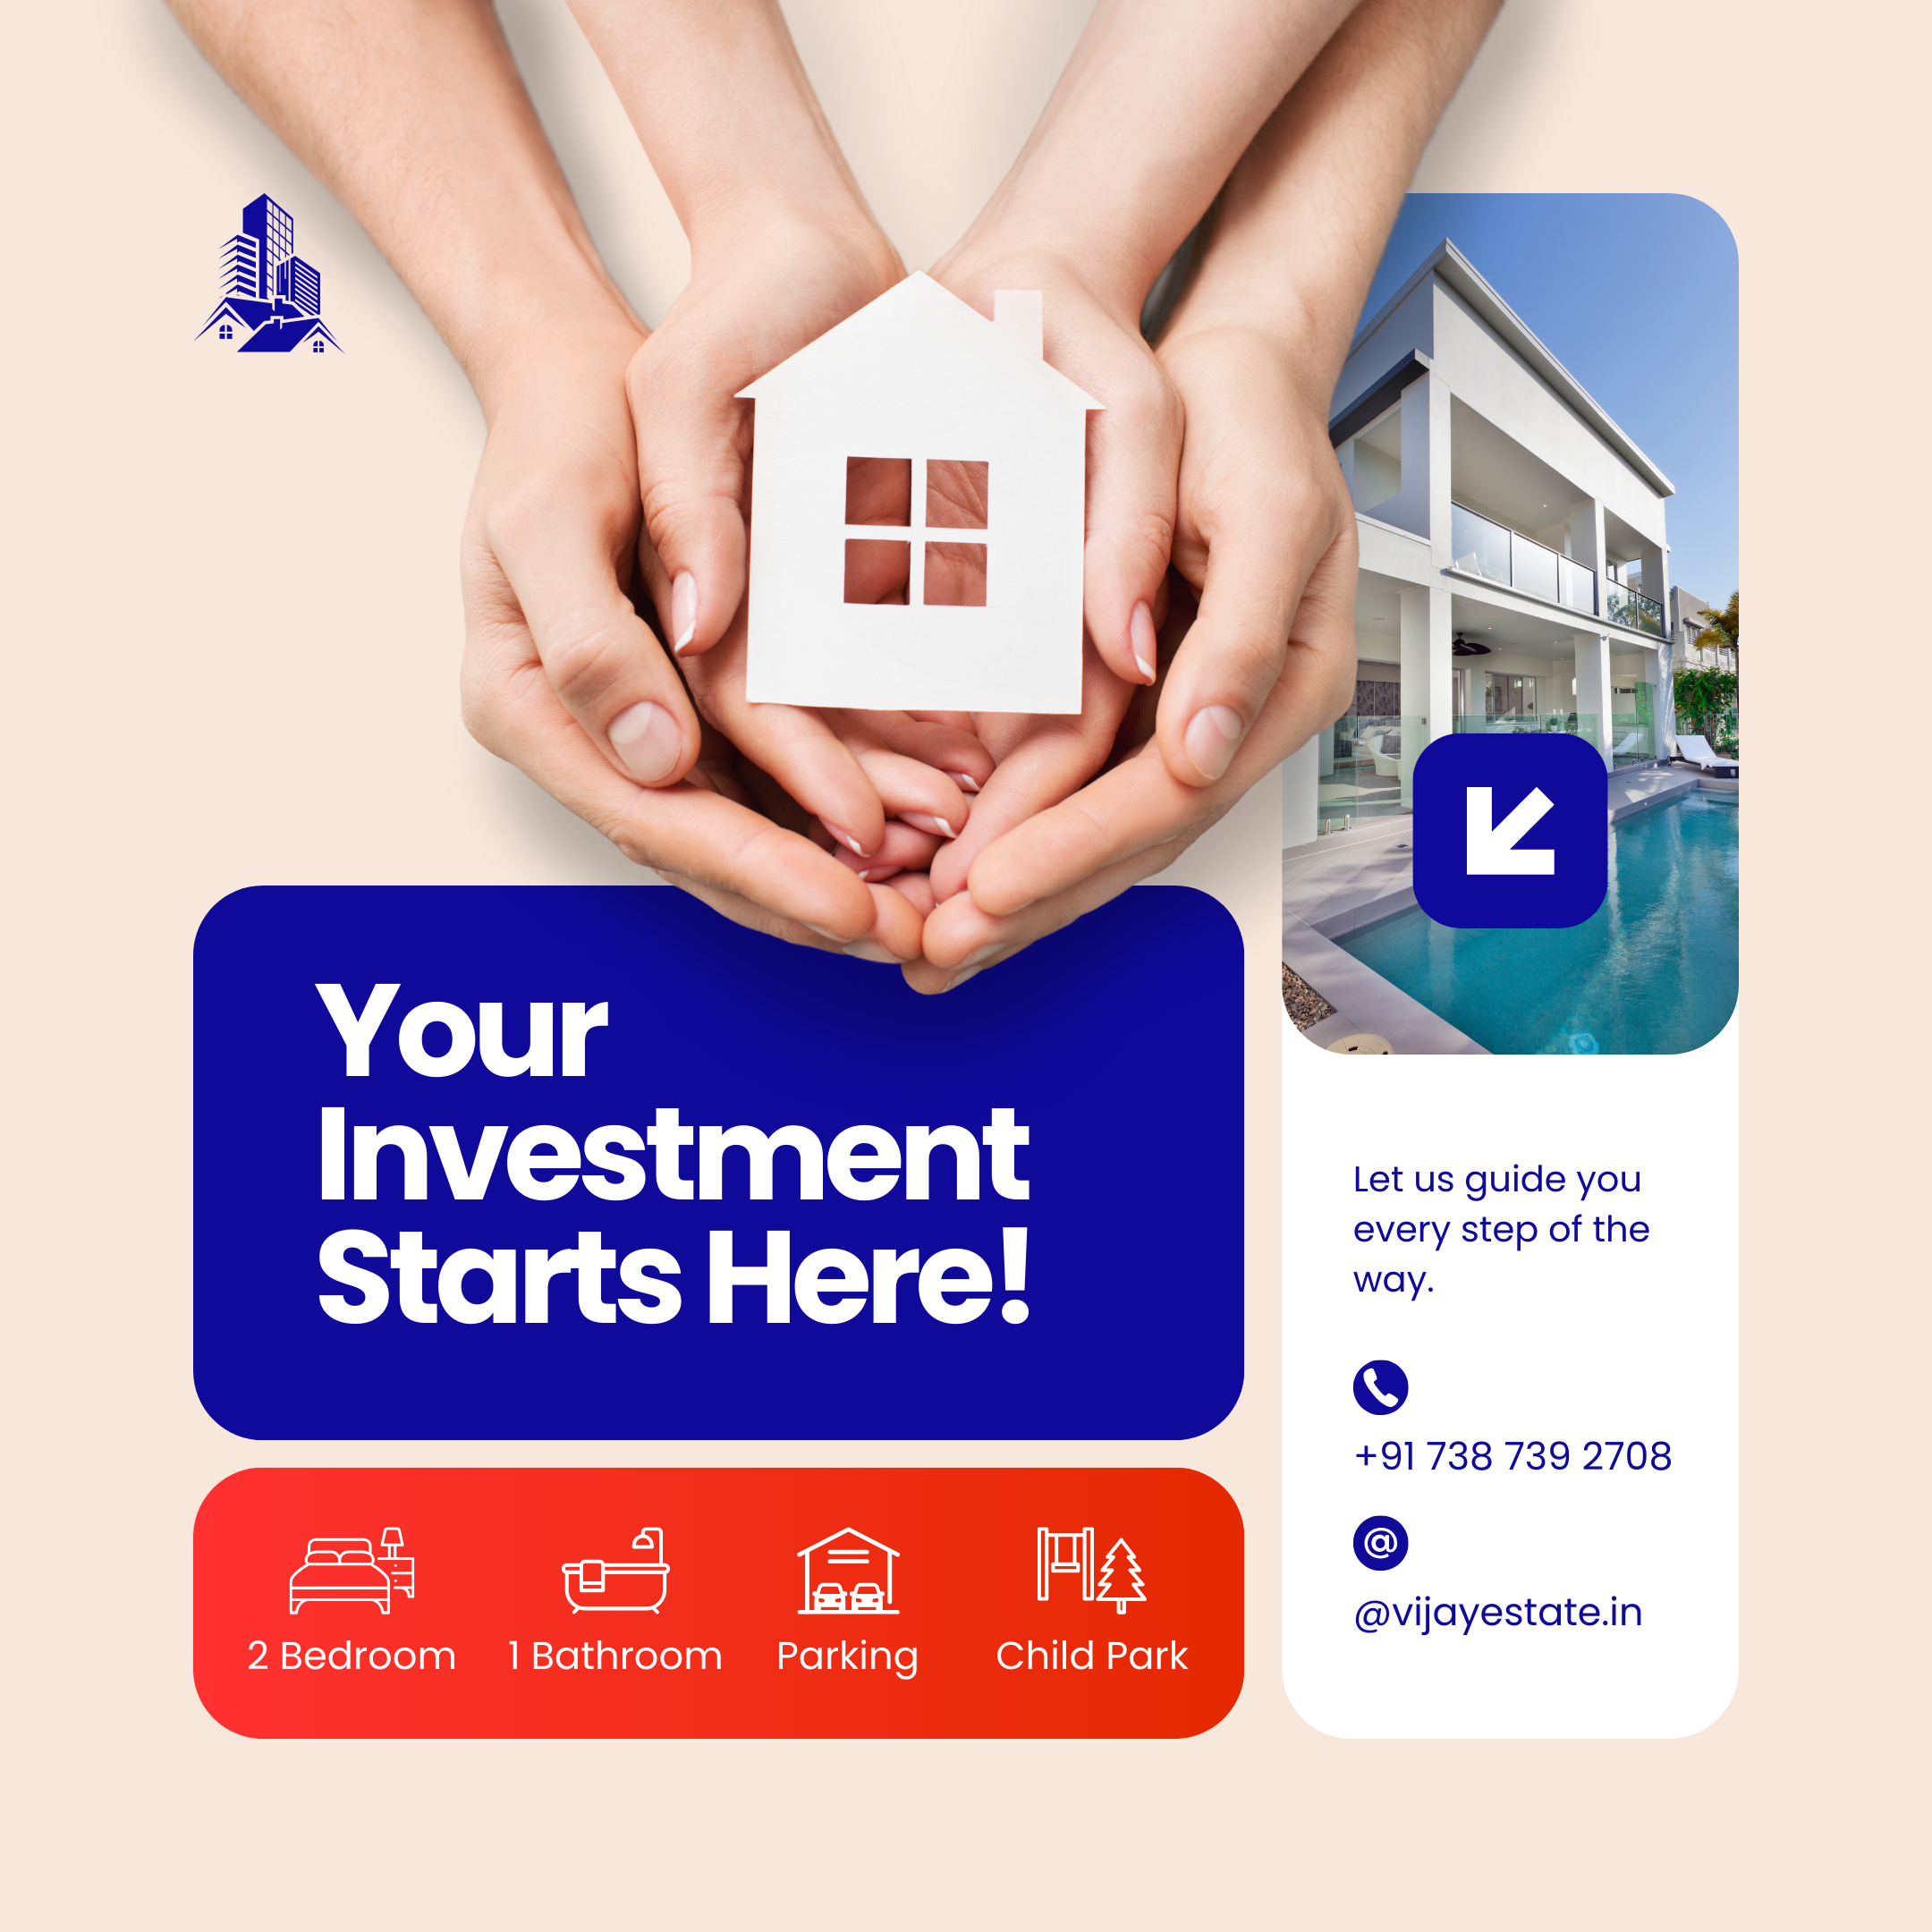 Your
Investment
Starts Here!
2 Bedroom
1 Bathroom
Parking
Child Park
Let us guide you
every step of the
way.
+91 738 739 2708
@vijayestate.in